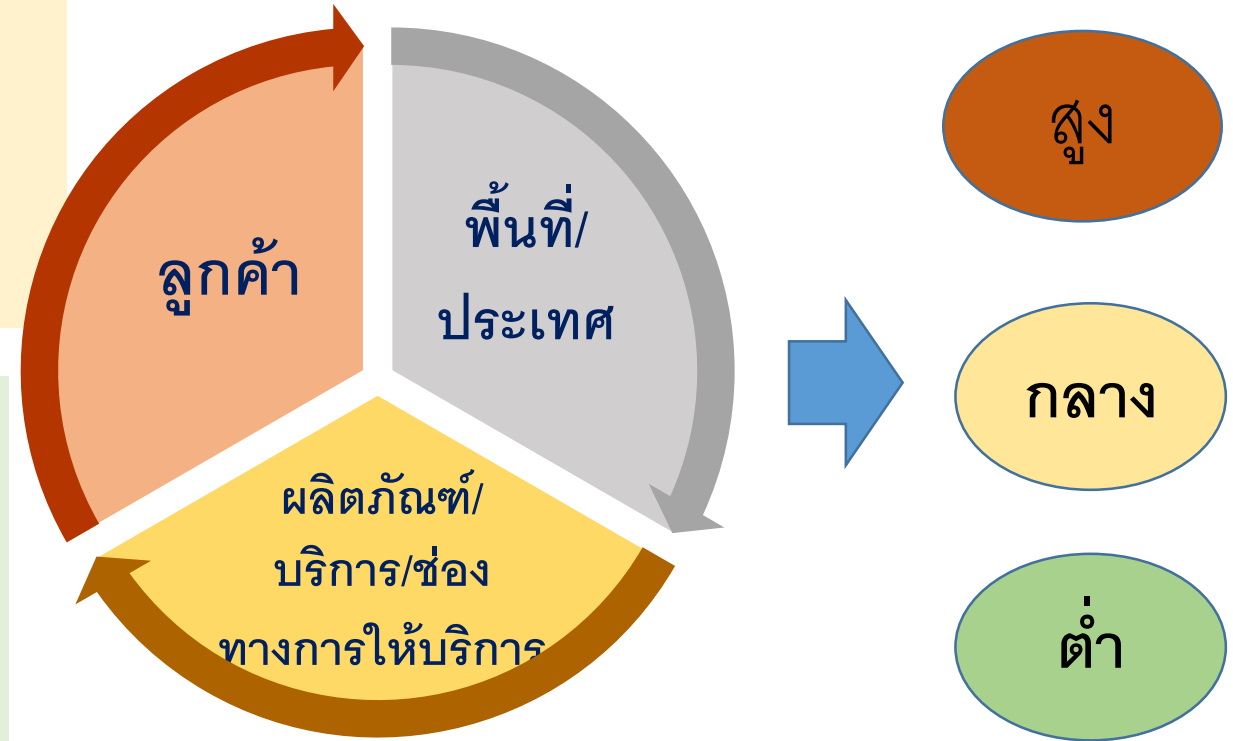 ลูกค้า
พื้นที่/
ประเทศ
ผลิตภัณฑ์/
บริการ/ช่อง
ทางการให้บริการ
สูง
กลาง
ต่ำ